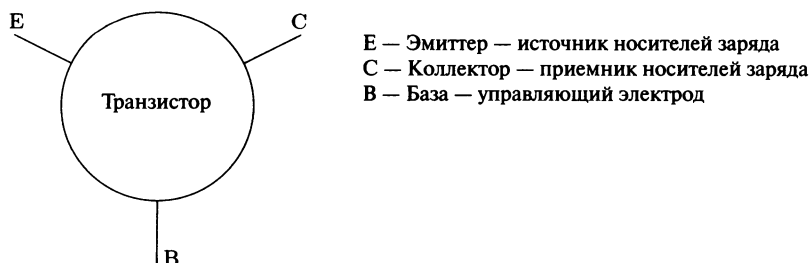 E
C
Транзистор
B
E — Эмиттер — источник носителей заряда
C — Коллектор — приемник носителей заряда
B — База — управляющий электрод